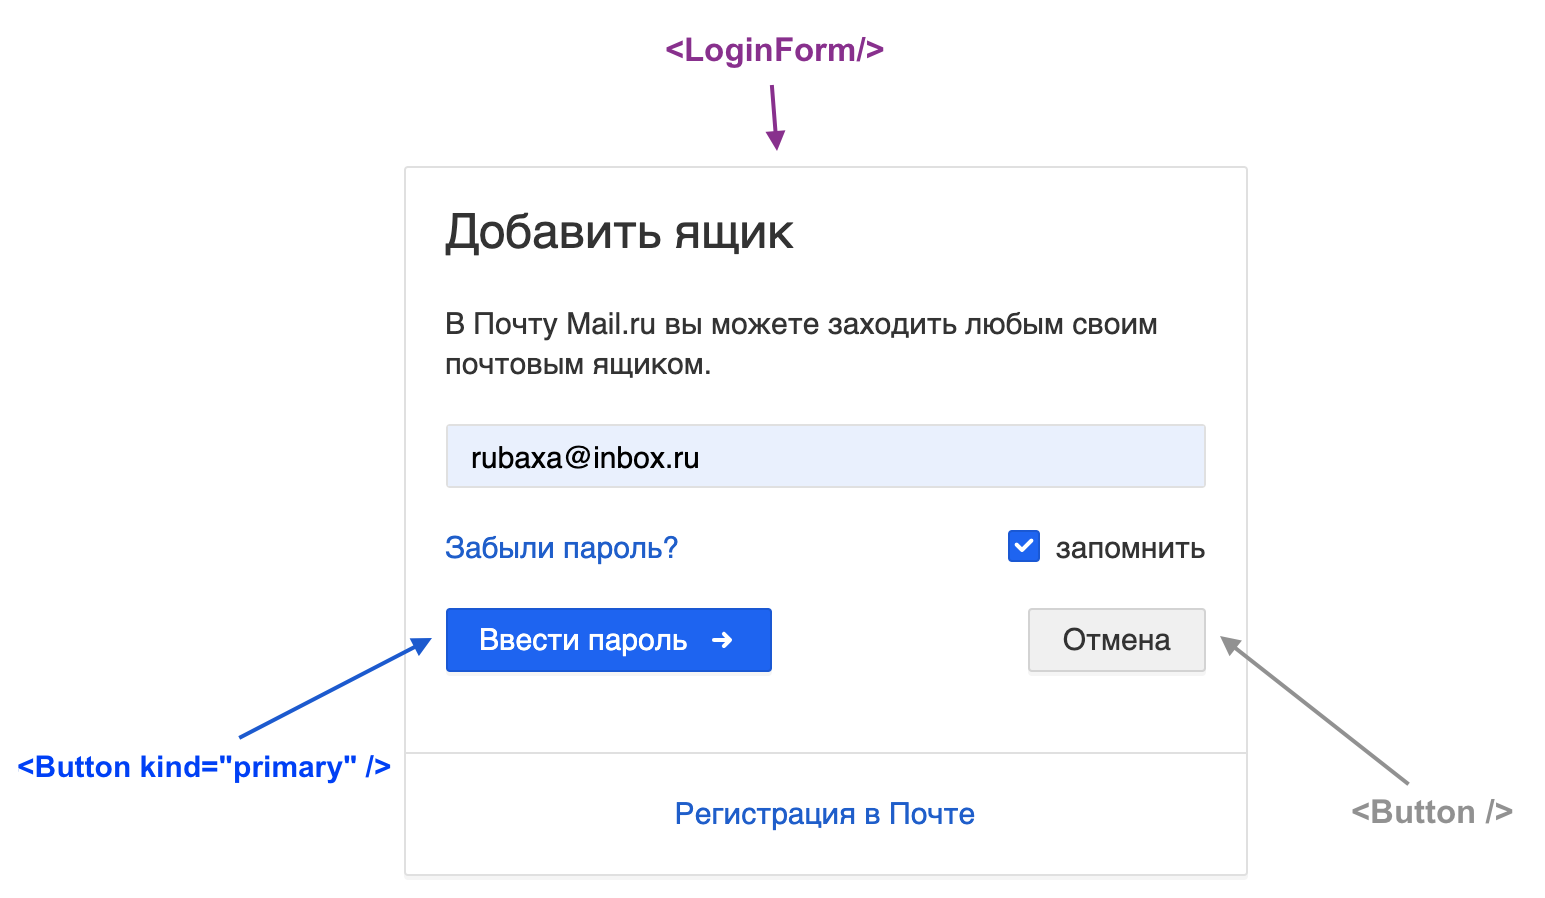 <LoginForm/>
Добавить ящик
В Почту Mail.ru вы можете заходить любым своим
почтовым ящиком.
rubaxa@inbox.ru
Забыли пароль?
запомнить
Ввести пароль →
Отмена
<Button kind="primary" />
<Button />
Регистрация в Почте